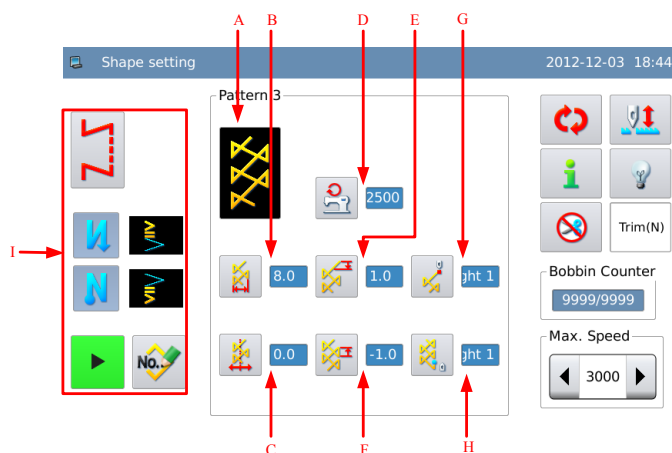 A
B
D
E
G
Shape setting
2012-12-03 18:44
Pattern 3
2500
Trim(N)
I
8.0
1.0
ght 1
Bobbin Counter
9999/9999
Max. Speed
No.
0.0
-1.0
ght 1
3000
C
F
H